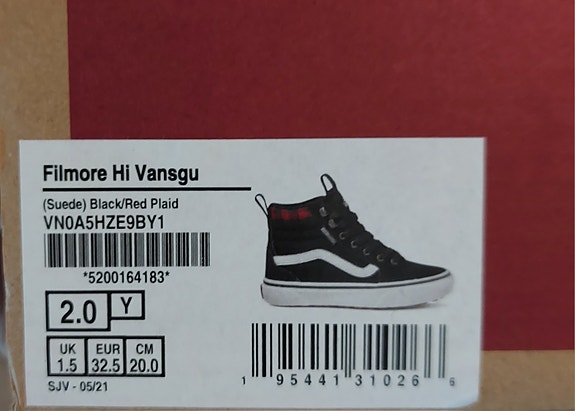 Filmore Hi Vansgu
(Suede) Black/Red Plaid
VN0A5HZE9BY1
*5200164183*
2.0 Y
UK EUR CM
1.5 32.5 20.0
SJV - 05/21
1 95441 31026 6